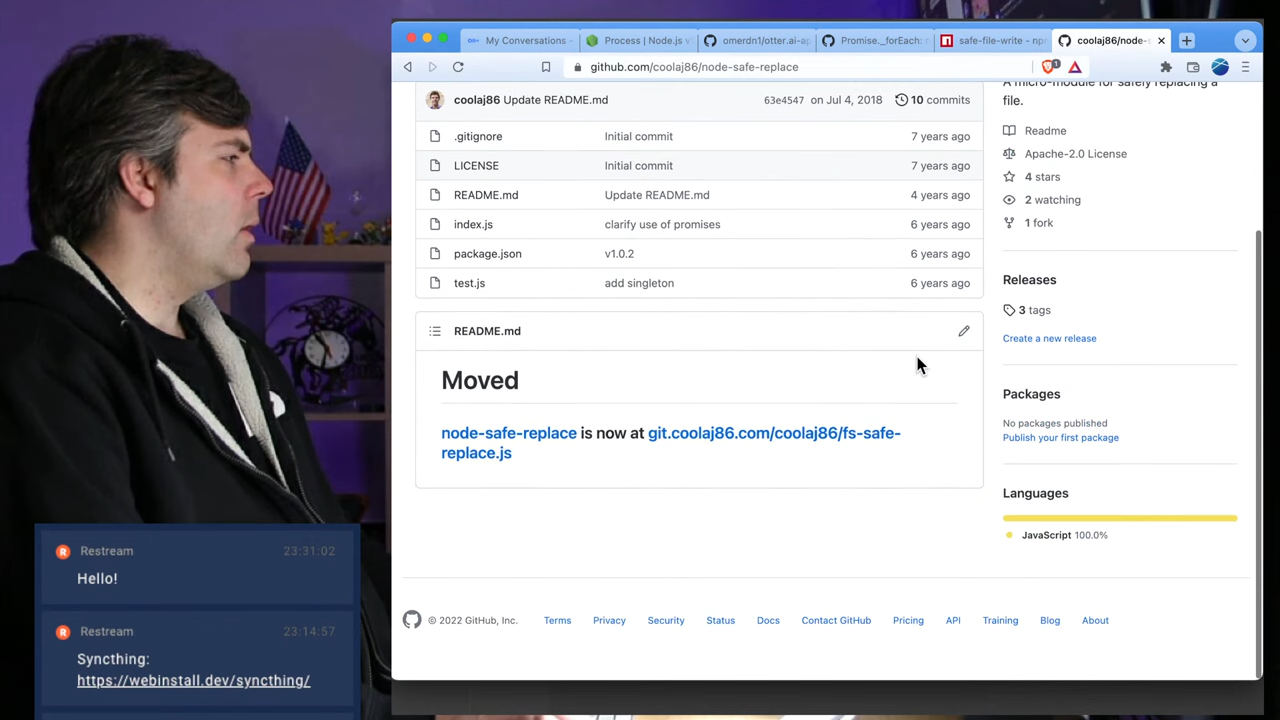 My Conversations -
Process | Node.js v
omerdn1/otter.ai-ap
Promise._forEach:
safe-file-write - npm
coolaj86/node-s
github.com/coolaj86/node-safe-replace
1
A micro-module for safely replacing a
file.
coolaj86 Update README.md
63e4547 on Jul 4, 2018
10 commits
.gitignore
Initial commit
7 years ago
LICENSE
Initial commit
7 years ago
README.md
Update README.md
4 years ago
index.js
clarify use of promises
6 years ago
package.json
v1.0.2
6 years ago
test.js
add singleton
6 years ago
README.md
Moved
node-safe-replace is now at git.coolaj86.com/coolaj86/fs-safe-
replace.js
Readme
Apache-2.0 License
4 stars
2 watching
1 fork
Releases
3 tags
Create a new release
Packages
No packages published
Publish your first package
Languages
JavaScript 100.0%
© 2022 GitHub, Inc.
Terms
Privacy
Security
Status
Docs
Contact GitHub
Pricing
API
Training
Blog
About
R Restream 23:31:02
Hello!
R Restream 23:14:57
Syncthing:
https://webinstall.dev/syncthing/